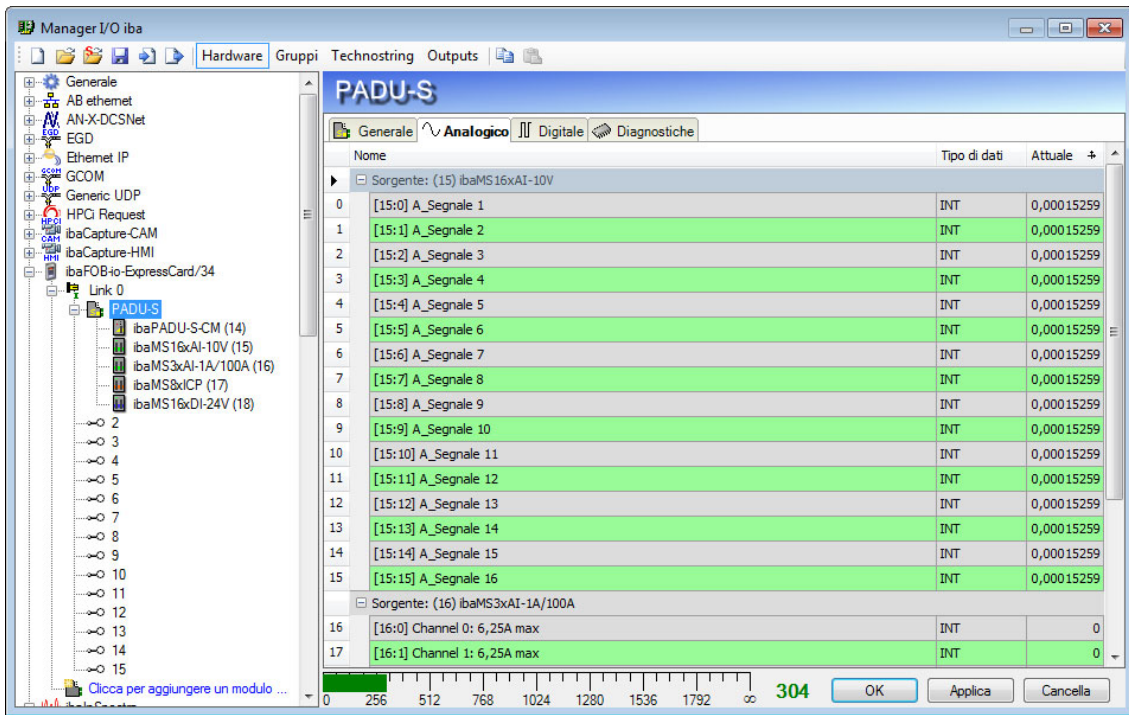 Manager I/O iba
Hardware Gruppi Technostring Outputs
Generale
AB ethernet
AN-X-DCSNet
EGD EGD
Ethernet IP
GCOM GCOM
UDP Generic UDP
HPCi HPCi Request
CAM ibaCapture-CAM
HMI ibaCapture-HMI
ibaFOB-io-ExpressCard/34
Link 0
PADU-S
ibaPADU-S-CM (14)
ibaMS16xAI-10V (15)
ibaMS3xAI-1A/100A (16)
ibaMS8xICP (17)
ibaMS16xDI-24V (18)
2
3
4
5
6
7
8
9
10
11
12
13
14
15
Clicca per aggiungere un modulo ...
PADU-S
Generale Analogico Digitale Diagnostiche
Nome Tipo di dati Attuale
Sorgente: (15) ibaMS16xAI-10V
0 [15:0] A_Segnale 1 INT 0,00015259
1 [15:1] A_Segnale 2 INT 0,00015259
2 [15:2] A_Segnale 3 INT 0,00015259
3 [15:3] A_Segnale 4 INT 0,00015259
4 [15:4] A_Segnale 5 INT 0,00015259
5 [15:5] A_Segnale 6 INT 0,00015259
6 [15:6] A_Segnale 7 INT 0,00015259
7 [15:7] A_Segnale 8 INT 0,00015259
8 [15:8] A_Segnale 9 INT 0,00015259
9 [15:9] A_Segnale 10 INT 0,00015259
10 [15:10] A_Segnale 11 INT 0,00015259
11 [15:11] A_Segnale 12 INT 0,00015259
12 [15:12] A_Segnale 13 INT 0,00015259
13 [15:13] A_Segnale 14 INT 0,00015259
14 [15:14] A_Segnale 15 INT 0,00015259
15 [15:15] A_Segnale 16 INT 0,00015259
Sorgente: (16) ibaMS3xAI-1A/100A
16 [16:0] Channel 0: 6,25A max INT 0
17 [16:1] Channel 1: 6,25A max INT 0
0 256 512 768 1024 1280 1536 1792 ∞
304
OK Applica Cancella